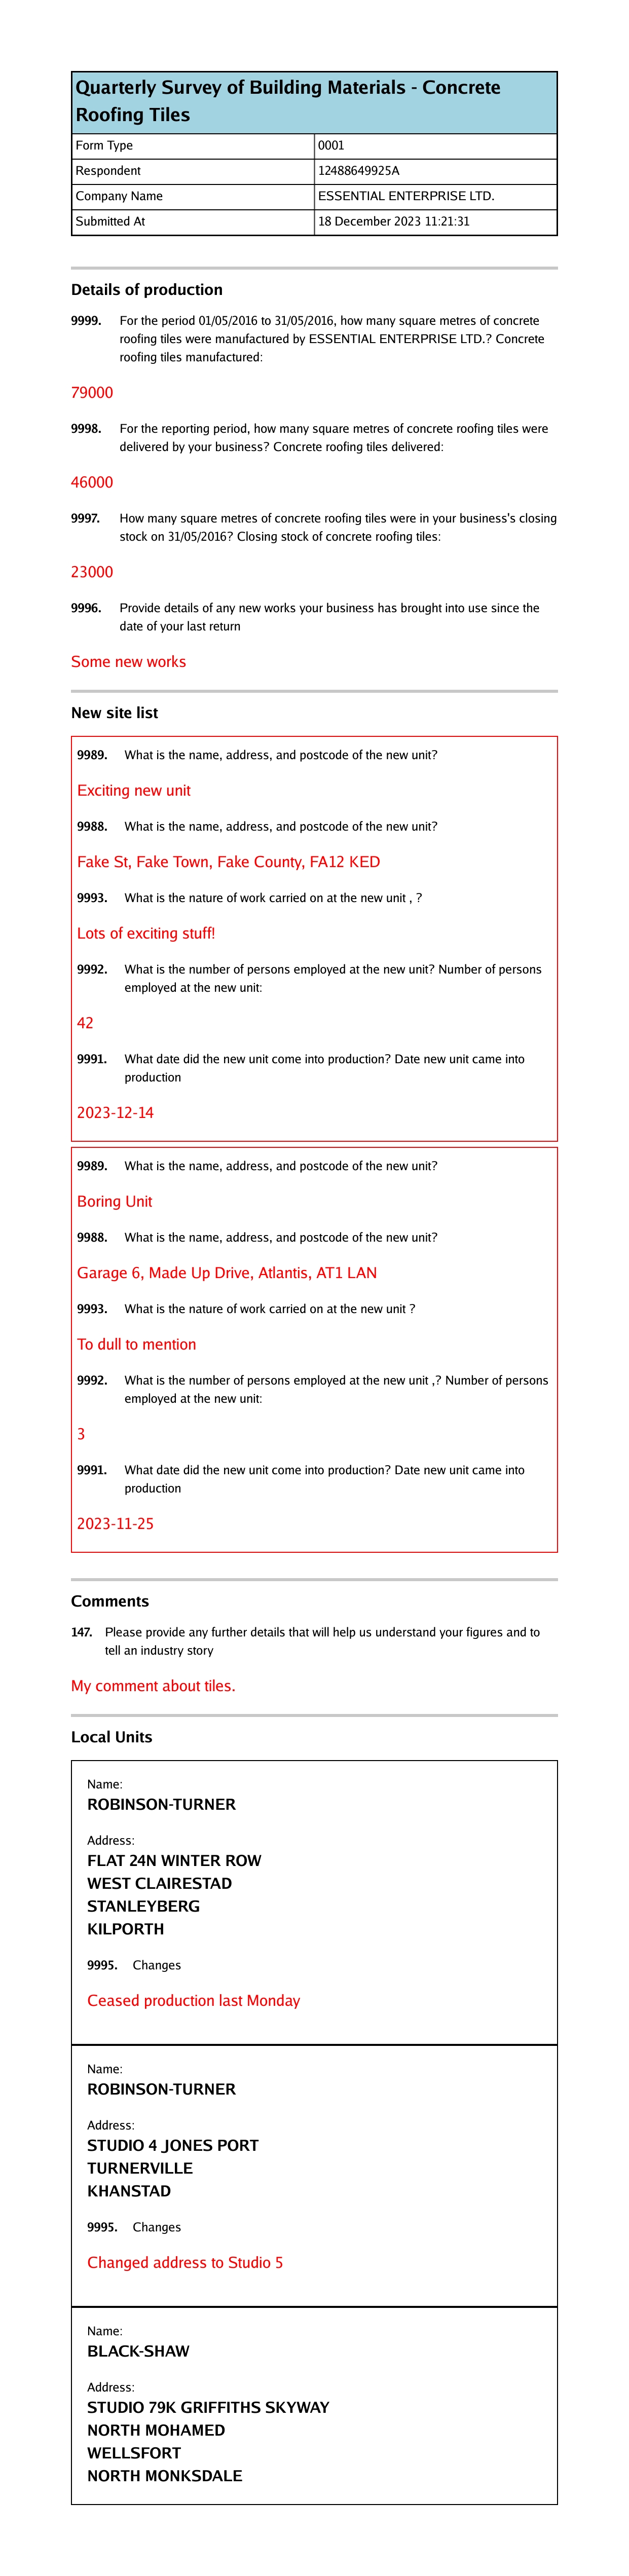 Quarterly Survey of Building Materials - Concrete
Roofing Tiles
Form Type 0001
Respondent 12488649925A
Company Name ESSENTIAL ENTERPRISE LTD.
Submitted At 18 December 2023 11:21:31
Details of production
9999. For the period 01/05/2016 to 31/05/2016, how many square metres of concrete
roofing tiles were manufactured by ESSENTIAL ENTERPRISE LTD.? Concrete
roofing tiles manufactured:
79000
9998. For the reporting period, how many square metres of concrete roofing tiles were
delivered by your business? Concrete roofing tiles delivered:
46000
9997. How many square metres of concrete roofing tiles were in your business's closing
stock on 31/05/2016? Closing stock of concrete roofing tiles:
23000
9996. Provide details of any new works your business has brought into use since the
date of your last return
Some new works
New site list
9989. What is the name, address, and postcode of the new unit?
Exciting new unit
9988. What is the name, address, and postcode of the new unit?
Fake St, Fake Town, Fake County, FA12 KED
9993. What is the nature of work carried on at the new unit , ?
Lots of exciting stuff!
9992. What is the number of persons employed at the new unit? Number of persons
employed at the new unit:
42
9991. What date did the new unit come into production? Date new unit came into
production
2023-12-14
9989. What is the name, address, and postcode of the new unit?
Boring Unit
9988. What is the name, address, and postcode of the new unit?
Garage 6, Made Up Drive, Atlantis, AT1 LAN
9993. What is the nature of work carried on at the new unit ?
To dull to mention
9992. What is the number of persons employed at the new unit ,? Number of persons
employed at the new unit:
3
9991. What date did the new unit come into production? Date new unit came into
production
2023-11-25
Comments
147. Please provide any further details that will help us understand your figures and to
tell an industry story
My comment about tiles.
Local Units
Name:
ROBINSON-TURNER
Address:
FLAT 24N WINTER ROW
WEST CLAIRESTAD
STANLEYBERG
KILPORTH
9995. Changes
Ceased production last Monday
Name:
ROBINSON-TURNER
Address:
STUDIO 4 JONES PORT
TURNERVILLE
KHANSTAD
9995. Changes
Changed address to Studio 5
Name:
BLACK-SHAW
Address:
STUDIO 79K GRIFFITHS SKYWAY
NORTH MOHAMED
WELLSFORT
NORTH MONKSDALE